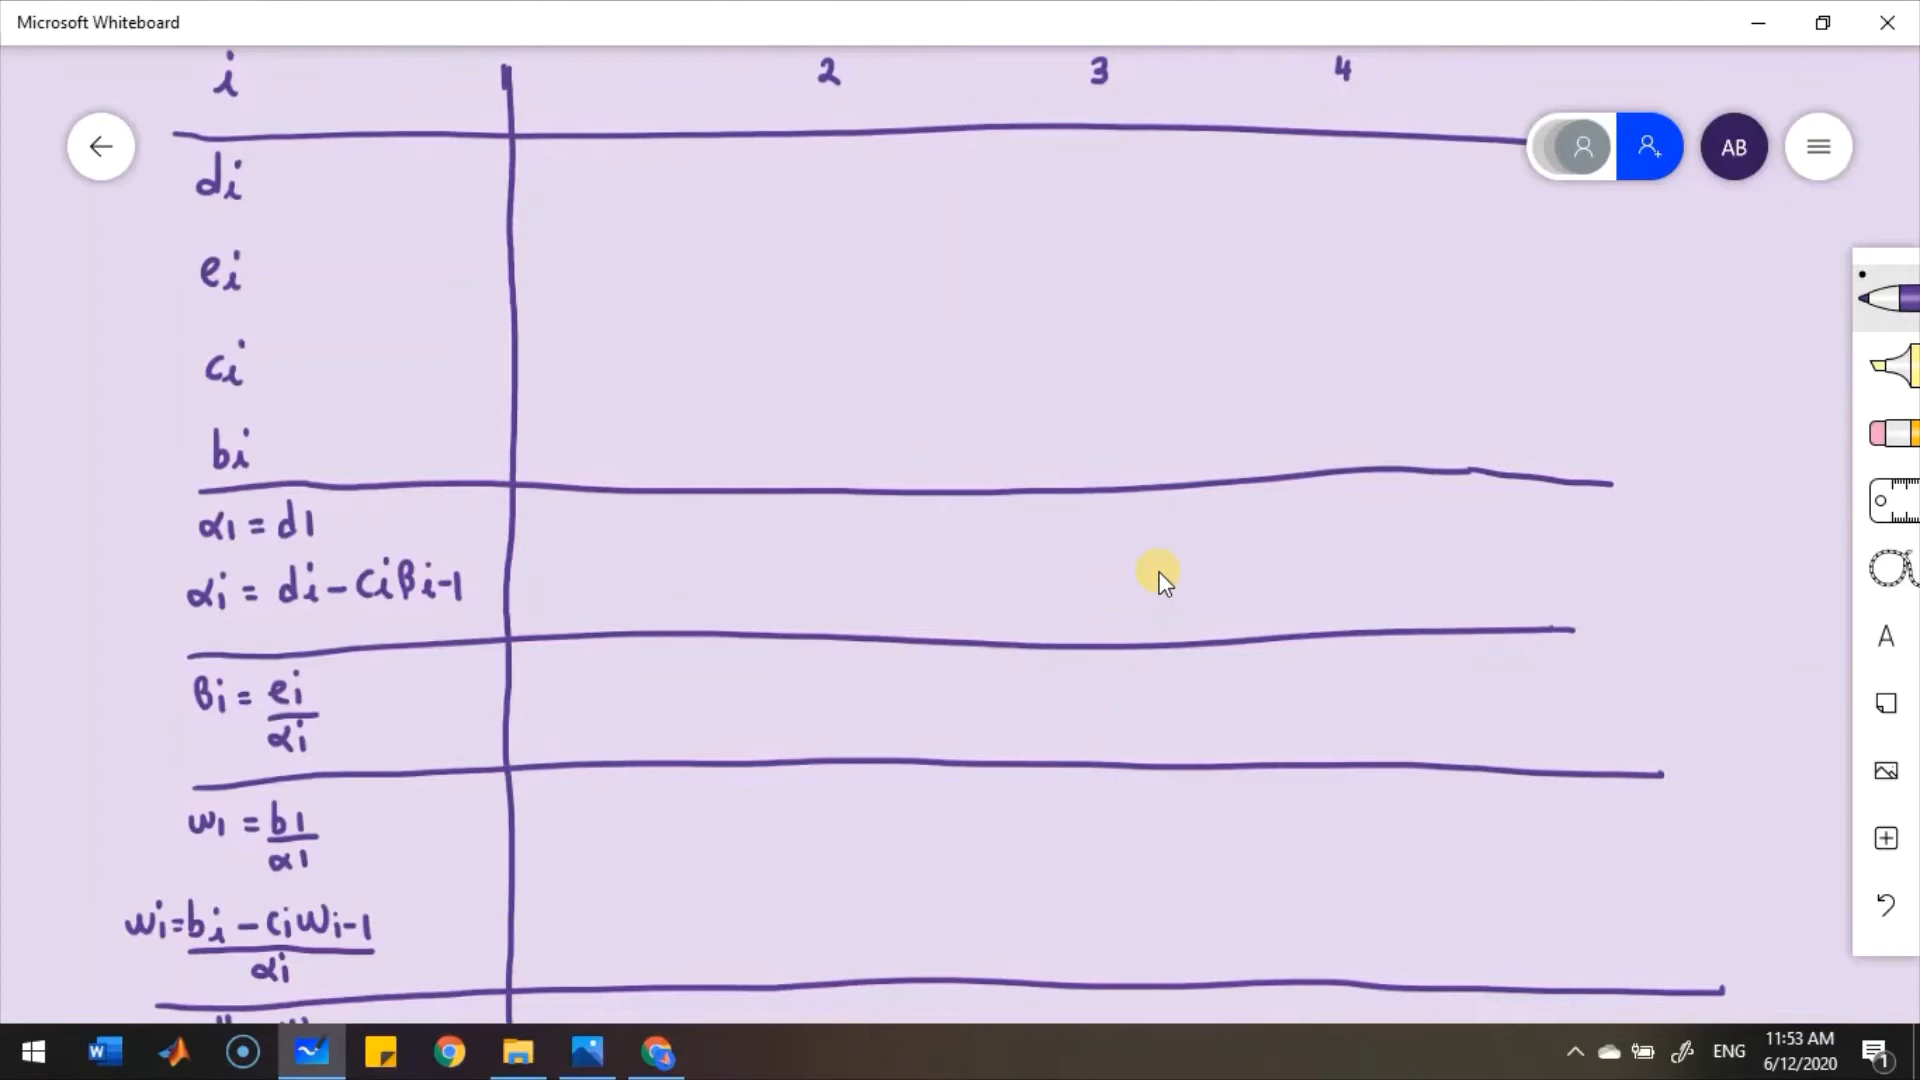 Microsoft Whiteboard
i 1 2 3 4
di
ei
ci
bi
α1 = d1
αi = di - ciβi-1
βi = ei
αi
w1 = b1
α1
wi = bi - ciwi-1
αi
AB
A
ENG
11:53 AM
6/12/2020
1